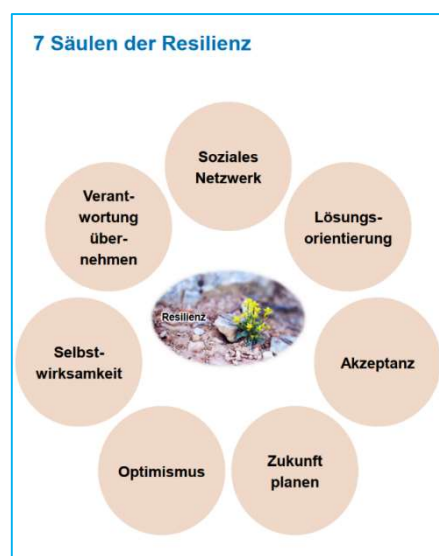 7 Säulen der Resilienz
Soziales
Netzwerk
Lösungs-
orientierung
Akzeptanz
Zukunft
planen
Optimismus
Selbst-
wirksamkeit
Verant-
wortung
über-
nehmen
Resilienz